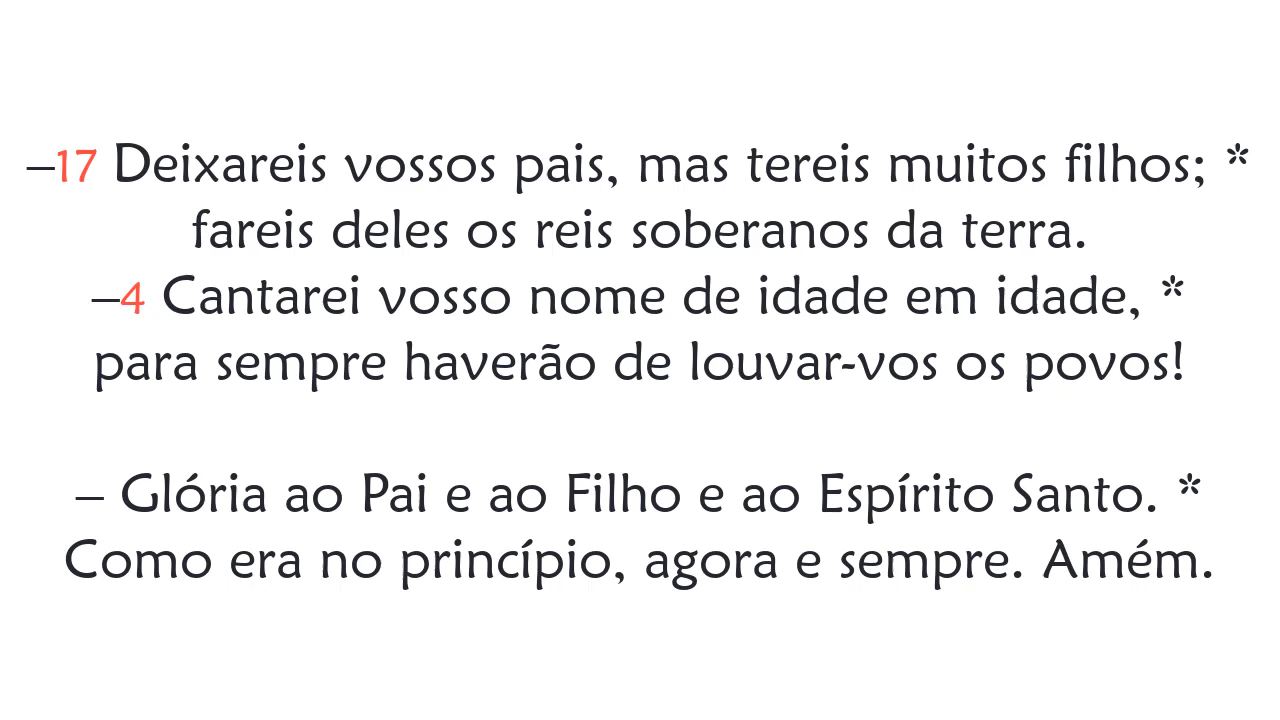 –17 Deixareis vossos pais, mas tereis muitos filhos; *
fareis deles os reis soberanos da terra.
–4 Cantarei vosso nome de idade em idade, *
para sempre haverão de louvar-vos os povos!
– Glória ao Pai e ao Filho e ao Espírito Santo. *
Como era no princípio, agora e sempre. Amém.